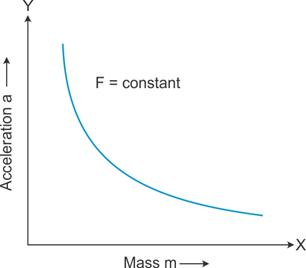 Y
F = constant
Acceleration a
X
Mass m